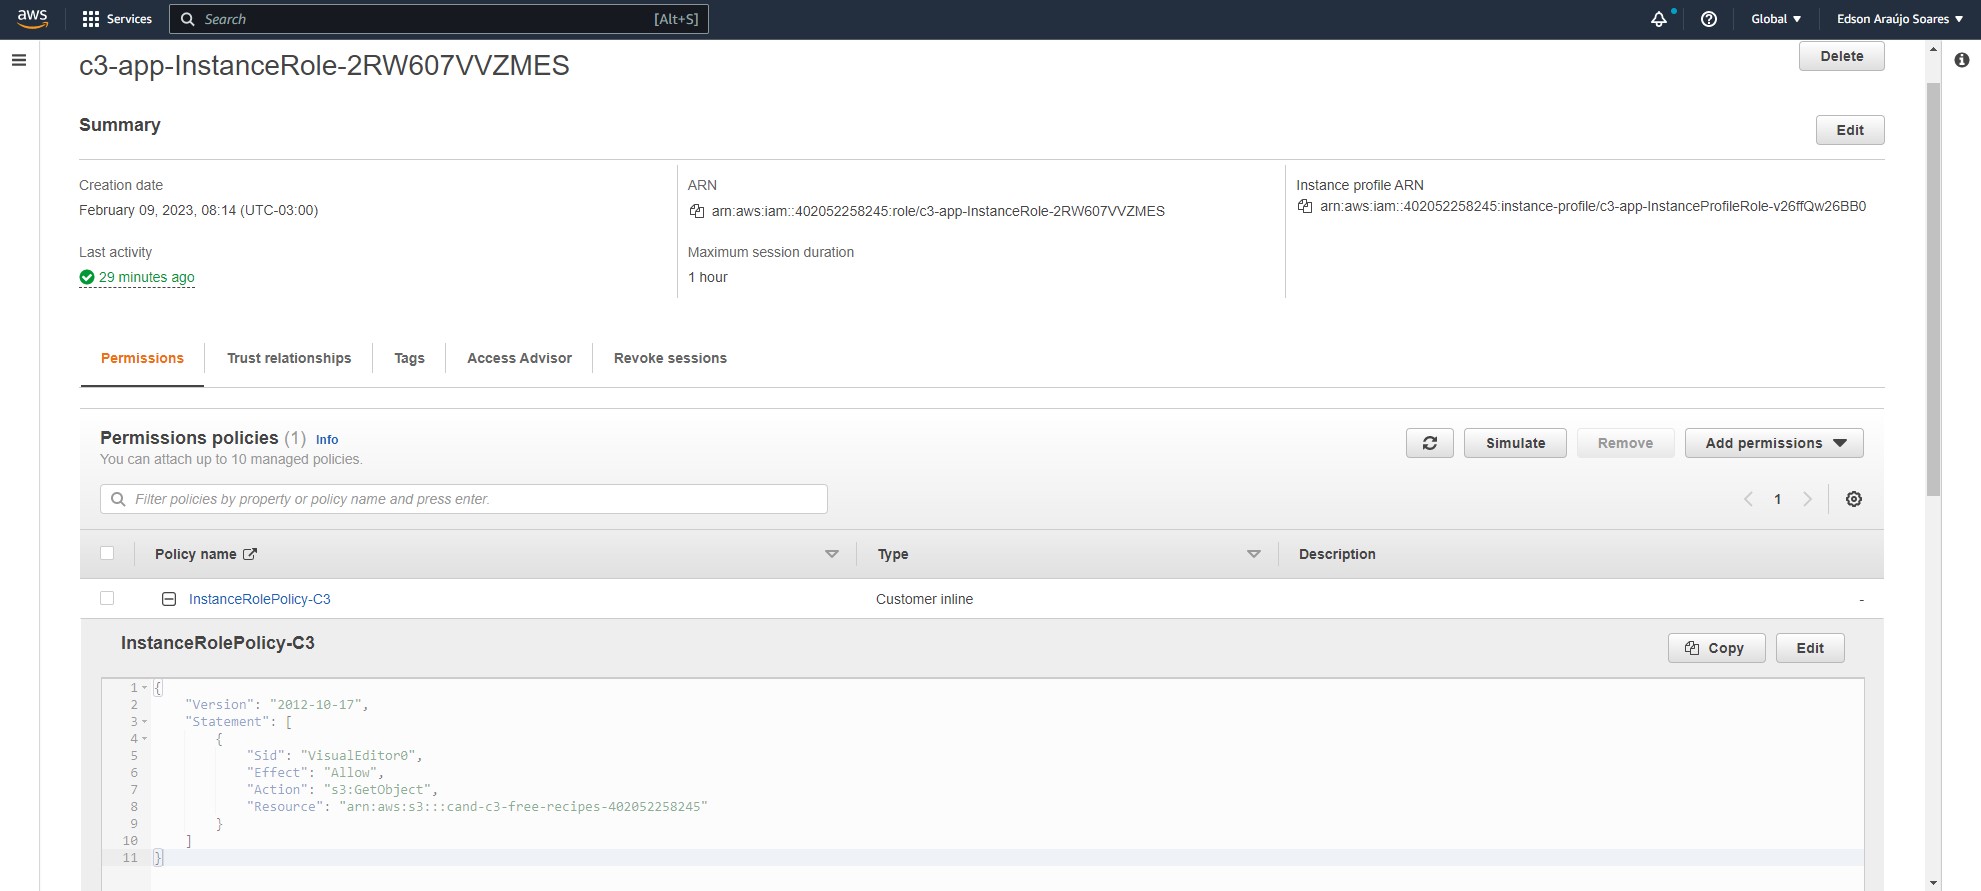 aws
Services
Search
[Alt+S]
Global
Edson Araújo Soares
c3-app-InstanceRole-2RW607VVZMES
Delete
Summary
Edit
Creation date
February 09, 2023, 08:14 (UTC-03:00)
ARN
arn:aws:iam::402052258245:role/c3-app-InstanceRole-2RW607VVZMES
Instance profile ARN
arn:aws:iam::402052258245:instance-profile/c3-app-InstanceProfileRole-v26ffQw26BB0
Last activity
29 minutes ago
Maximum session duration
1 hour
Permissions
Trust relationships
Tags
Access Advisor
Revoke sessions
Permissions policies (1) Info
You can attach up to 10 managed policies.
Simulate
Remove
Add permissions
Filter policies by property or policy name and press enter.
1
Policy name
Type
Description
InstanceRolePolicy-C3
Customer inline
-
InstanceRolePolicy-C3
Copy
Edit
1 {
2     "Version": "2012-10-17",
3     "Statement": [
4         {
5             "Sid": "VisualEditor0",
6             "Effect": "Allow",
7             "Action": "s3:GetObject",
8             "Resource": "arn:aws:s3:::cand-c3-free-recipes-402052258245"
9         }
10     ]
11 }